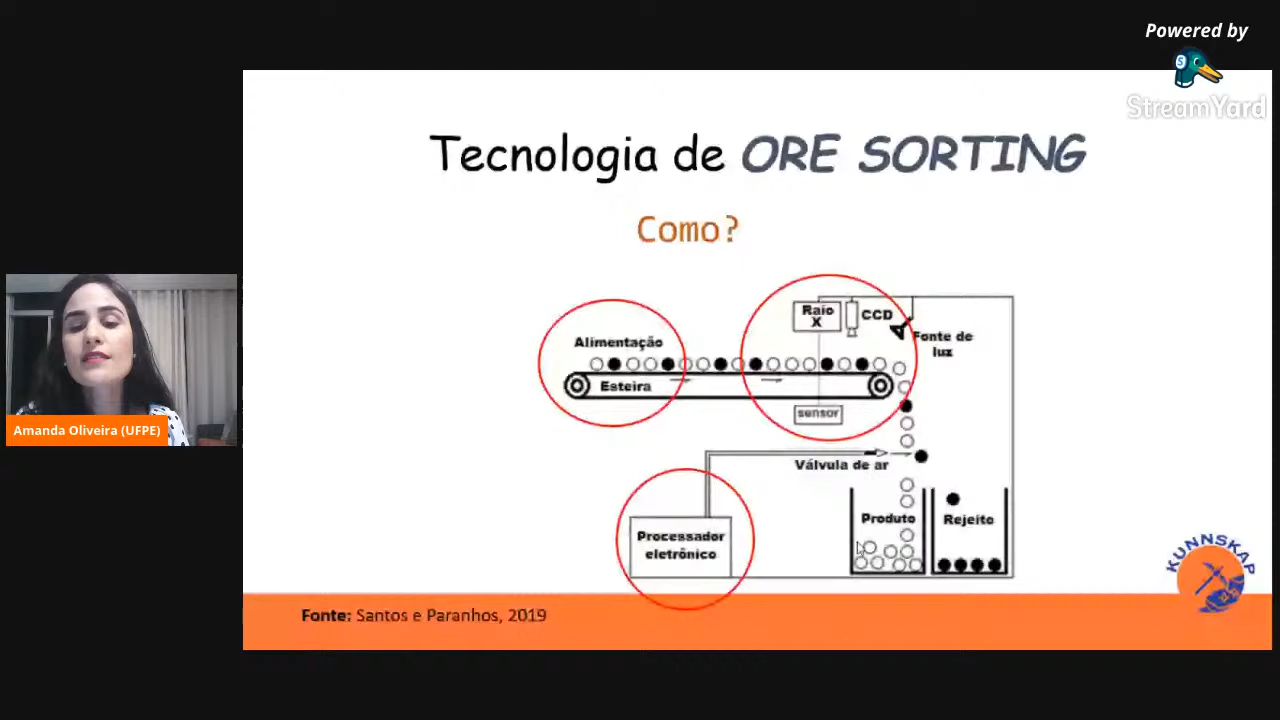 Powered by
StreamYard
Tecnologia de ORE SORTING
Como?
Raio
X
CCD
Fonte de
luz
Alimentação
Esteira
sensor
Válvula de ar
Processador
eletrônico
Produto
Rejeito
Amanda Oliveira (UFPE)
KUNNSKAP
Fonte: Santos e Paranhos, 2019